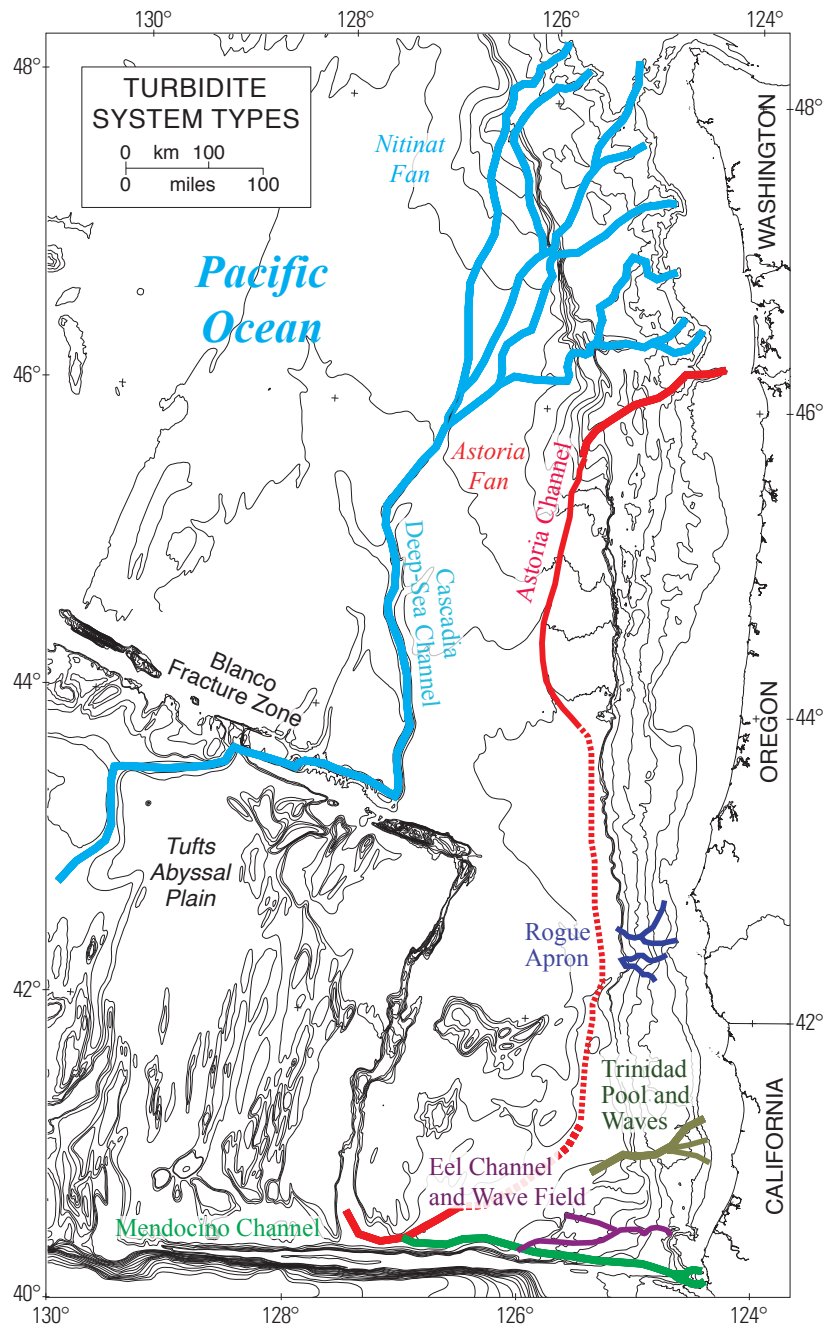 130°
128°
126°
124°
48°
TURBIDITE
SYSTEM TYPES
0 km 100
0 miles 100
48°
WASHINGTON
Nitinat
Fan
Pacific
Ocean
46°
46°
Astoria
Fan
Astoria Channel
Cascadia
Deep-Sea Channel
Blanco
Fracture Zone
44°
44°
OREGON
Tufts
Abyssal
Plain
Rogue
Apron
42°
42°
Trinidad
Pool and
Waves
CALIFORNIA
Eel Channel
and Wave Field
Mendocino Channel
40°
130°
128°
126°
124°